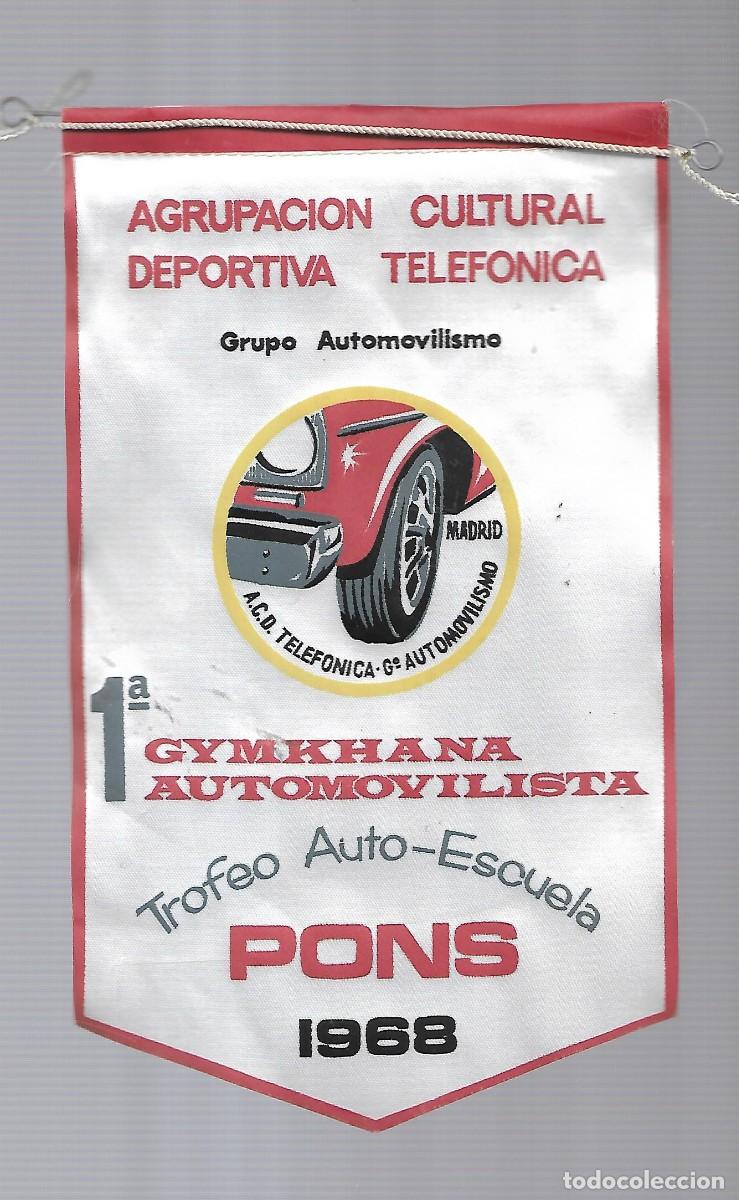 AGRUPACION CULTURAL
DEPORTIVA TELEFONICA
Grupo Automovilismo
MADRID
A.C.D. TELEFONICA·Gº AUTOMOVILISMO
1ª
GYMKHANA
AUTOMOVILISTA
Trofeo Auto-Escuela
PONS
1968
todocoleccion